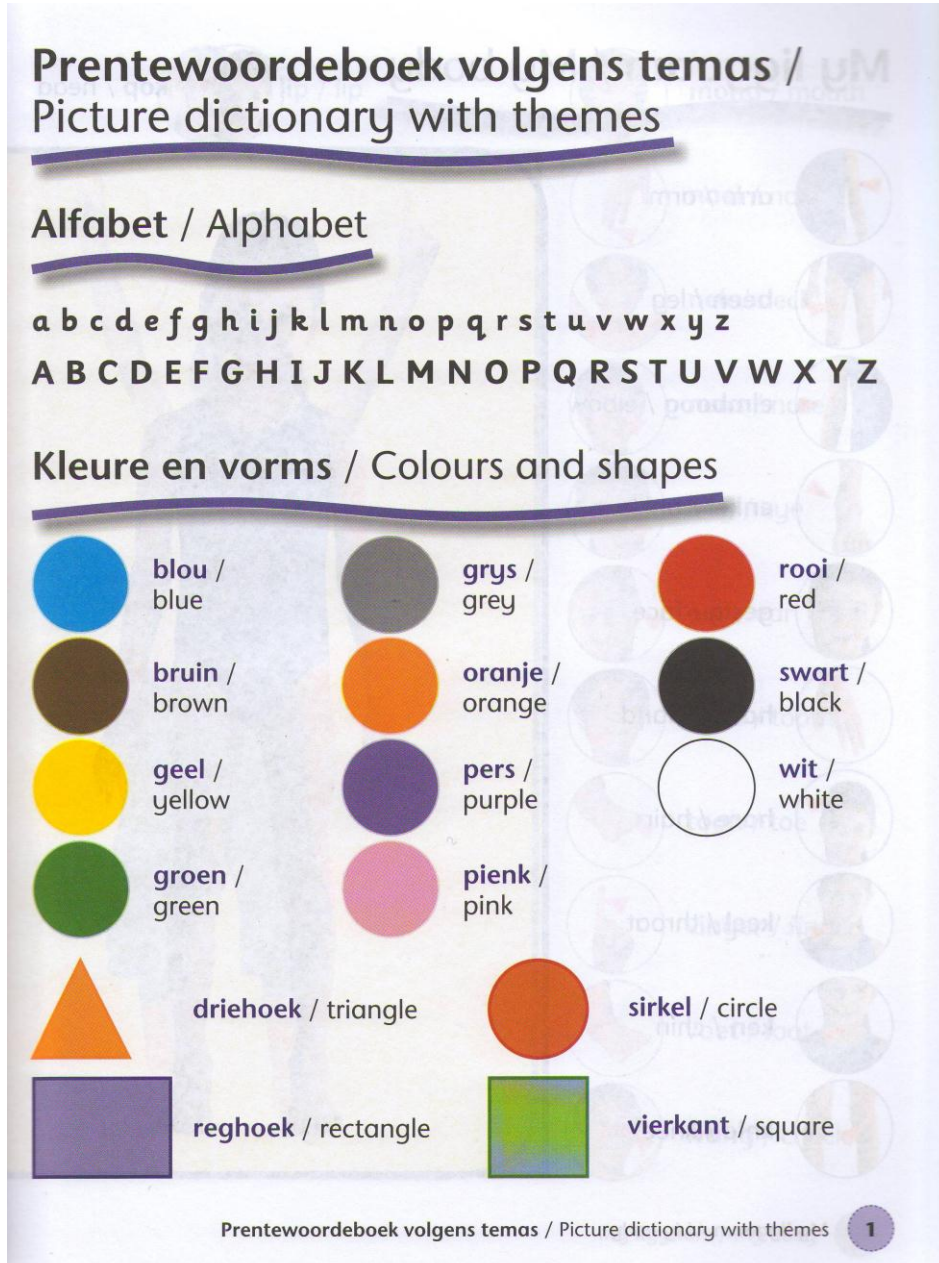 Prentewoordeboek volgens temas /
Picture dictionary with themes
Alfabet / Alphabet
a b c d e f g h i j k l m n o p q r s t u v w x y z
A B C D E F G H I J K L M N O P Q R S T U V W X Y Z
Kleure en vorms / Colours and shapes
blou /
blue
grys /
grey
rooi /
red
bruin /
brown
oranje /
orange
swart /
black
geel /
yellow
pers /
purple
wit /
white
groen /
green
pienk /
pink
driehoek / triangle
sirkel / circle
reghoek / rectangle
vierkant / square
Prentewoordeboek volgens temas / Picture dictionary with themes 1